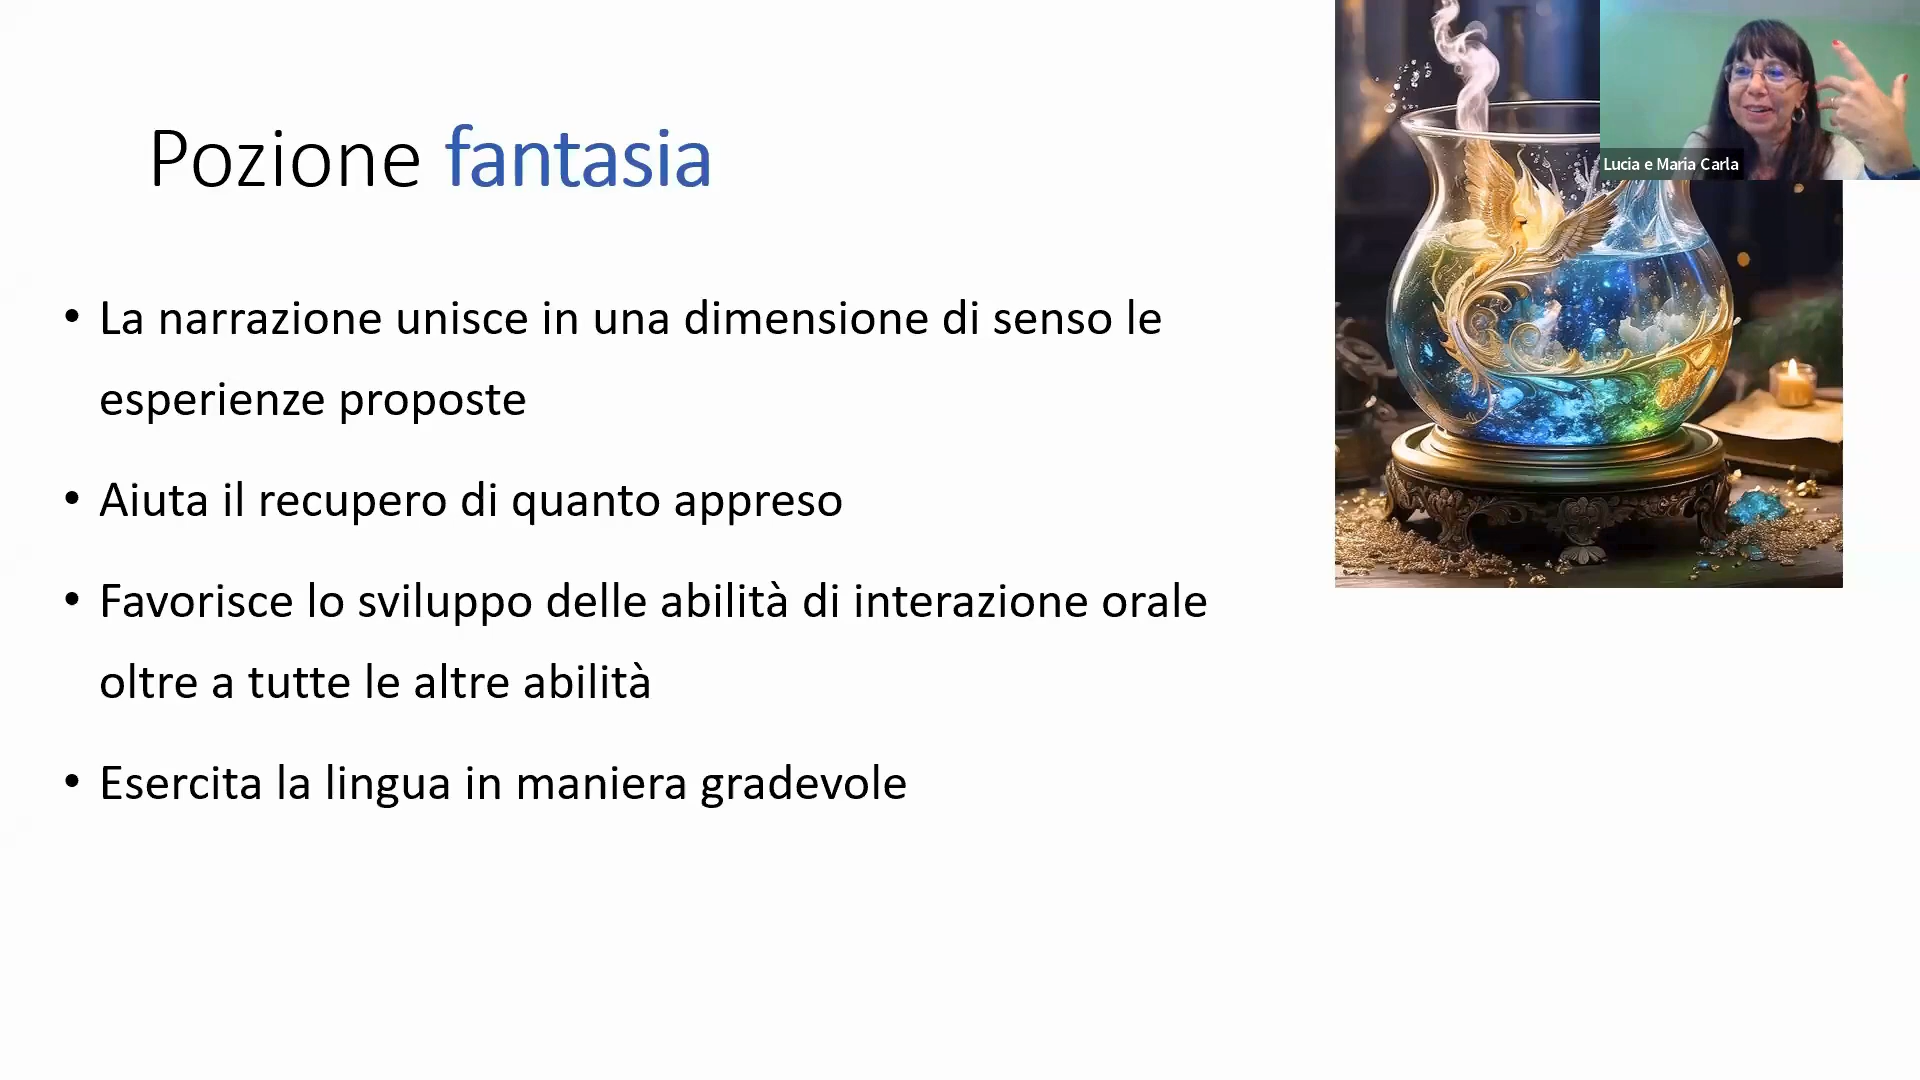 Pozione fantasia
Lucia e Maria Carla
• La narrazione unisce in una dimensione di senso le
esperienze proposte
• Aiuta il recupero di quanto appreso
• Favorisce lo sviluppo delle abilità di interazione orale
oltre a tutte le altre abilità
• Esercita la lingua in maniera gradevole